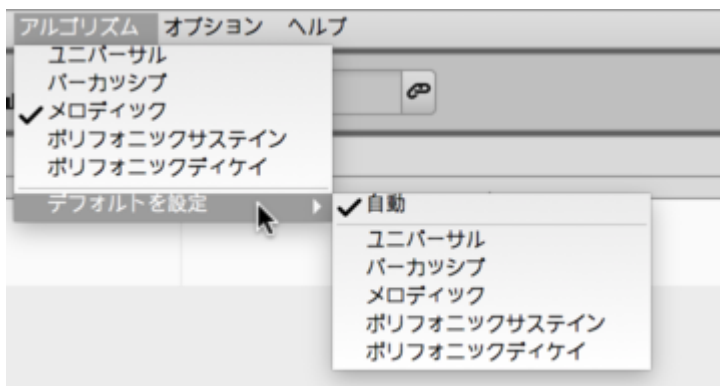 アルゴリズム オプション ヘルプ
ユニバーサル
パーカッシブ
メロディック
ポリフォニックサステイン
ポリフォニックディケイ
デフォルトを設定
自動
ユニバーサル
パーカッシブ
メロディック
ポリフォニックサステイン
ポリフォニックディケイ